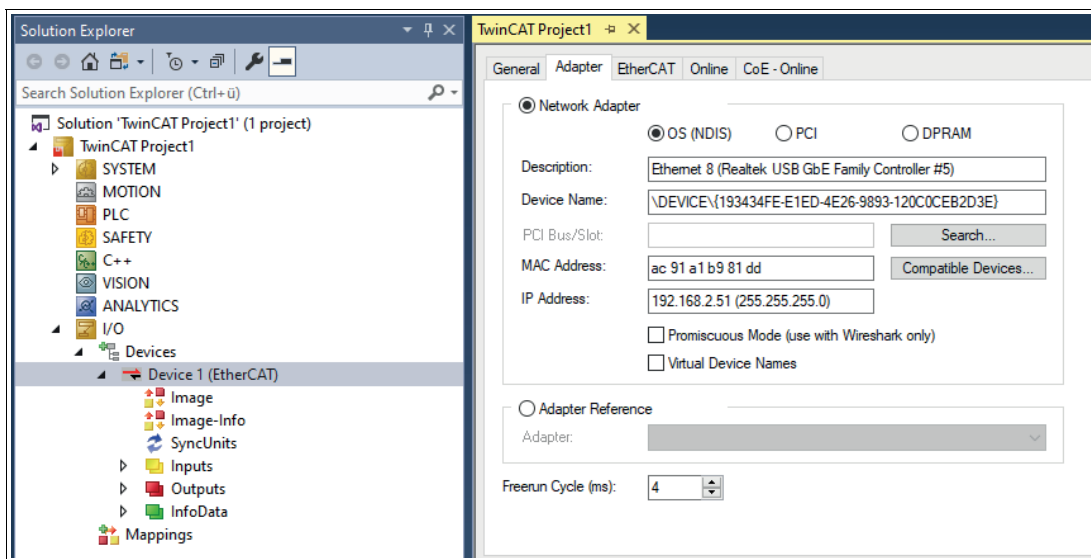 Solution Explorer
Search Solution Explorer (Ctrl+ü)
Solution 'TwinCAT Project1' (1 project)
TwinCAT Project1
SYSTEM
MOTION
PLC
SAFETY
C++
VISION
ANALYTICS
I/O
Devices
Device 1 (EtherCAT)
Image
Image-Info
SyncUnits
Inputs
Outputs
InfoData
Mappings
TwinCAT Project1
General Adapter EtherCAT Online CoE - Online
Network Adapter
OS (NDIS) PCI DPRAM
Description: Ethernet 8 (Realtek USB GbE Family Controller #5)
Device Name: \DEVICE\{193434FE-E1ED-4E26-9893-120C0CEB2D3E}
PCI Bus/Slot: Search...
MAC Address: ac 91 a1 b9 81 dd Compatible Devices...
IP Address: 192.168.2.51 (255.255.255.0)
Promiscuous Mode (use with Wireshark only)
Virtual Device Names
Adapter Reference
Adapter:
Freerun Cycle (ms): 4